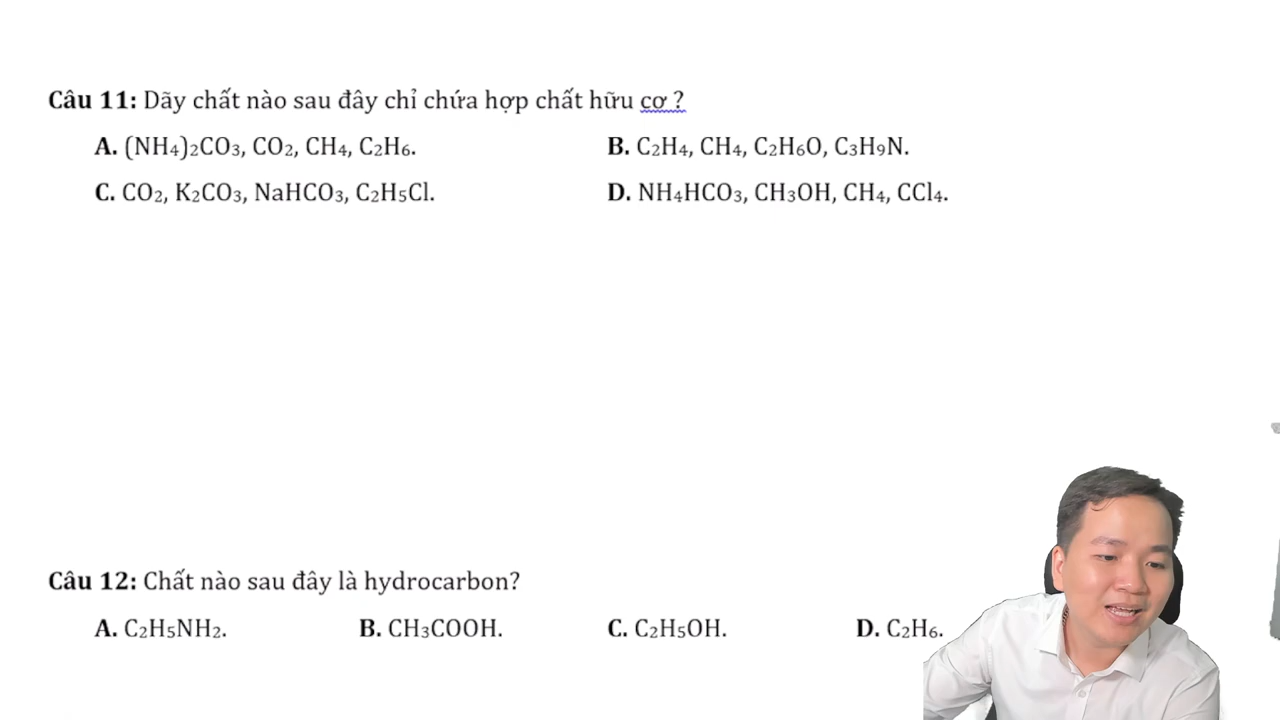 Câu 11: Dãy chất nào sau đây chỉ chứa hợp chất hữu cơ ?
A. (NH₄)₂CO₃, CO₂, CH₄, C₂H₆. B. C₂H₄, CH₄, C₂H₆O, C₃H₉N.
C. CO₂, K₂CO₃, NaHCO₃, C₂H₅Cl. D. NH₄HCO₃, CH₃OH, CH₄, CCl₄.
Câu 12: Chất nào sau đây là hydrocarbon?
A. C₂H₅NH₂. B. CH₃COOH. C. C₂H₅OH. D. C₂H₆.